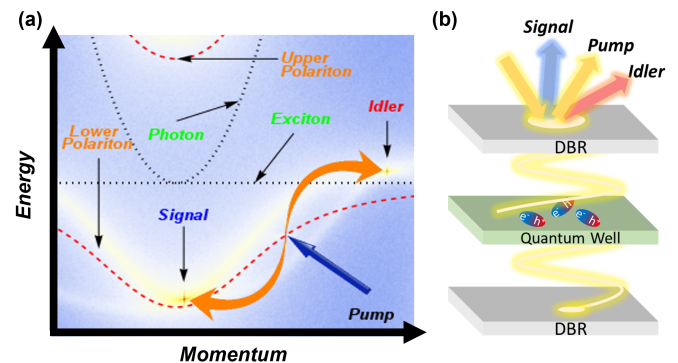 (a)
Upper
Polariton
Idler
Lower
Polariton
Photon
Exciton
Signal
Pump
Energy
Momentum
(b)
Signal
Pump
Idler
DBR
e⁻ h⁺
e⁻ h⁺
e⁻ h⁺
Quantum Well
DBR